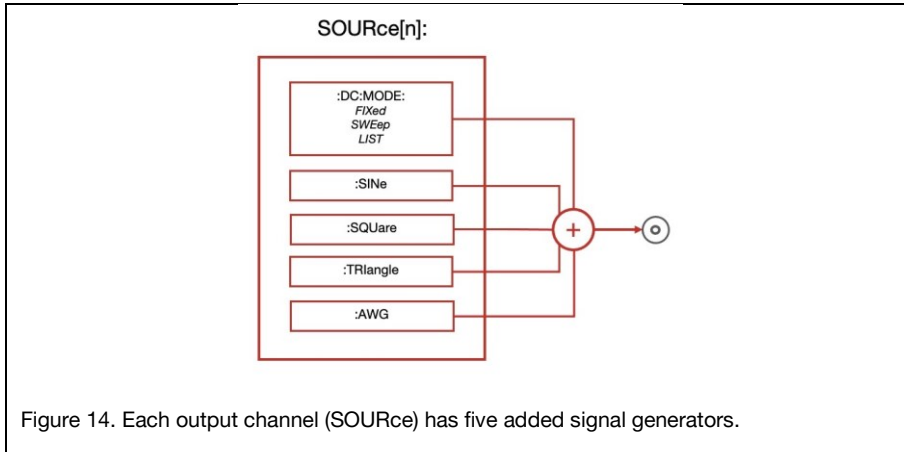 SOURce[n]:
:DC:MODE:
FIXed
SWEep
LIST
:SINe
:SQUare
:TRIangle
:AWG
+
Figure 14. Each output channel (SOURce) has five added signal generators.